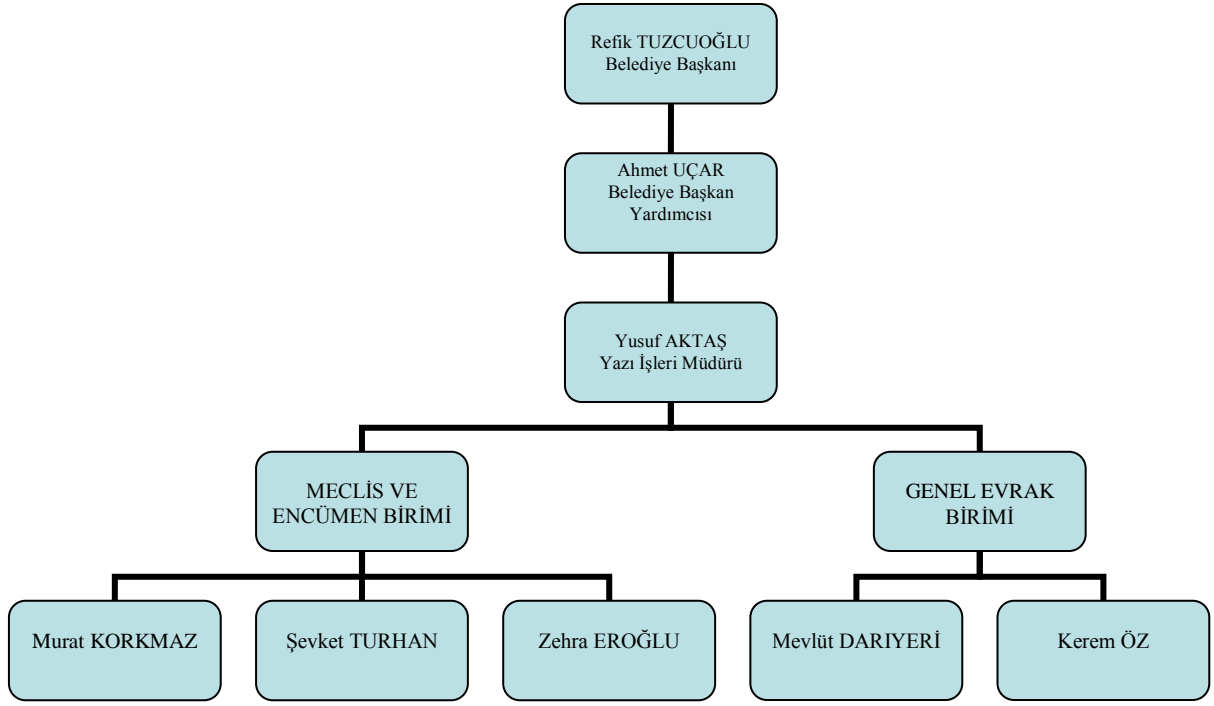 Refik TUZCUOĞLU
Belediye Başkanı
Ahmet UÇAR
Belediye Başkan
Yardımcısı
Yusuf AKTAŞ
Yazı İşleri Müdürü
MECLİS VE
ENCÜMEN BİRİMİ
GENEL EVRAK
BİRİMİ
Murat KORKMAZ
Şevket TURHAN
Zehra EROĞLU
Mevlüt DARIYERİ
Kerem ÖZ